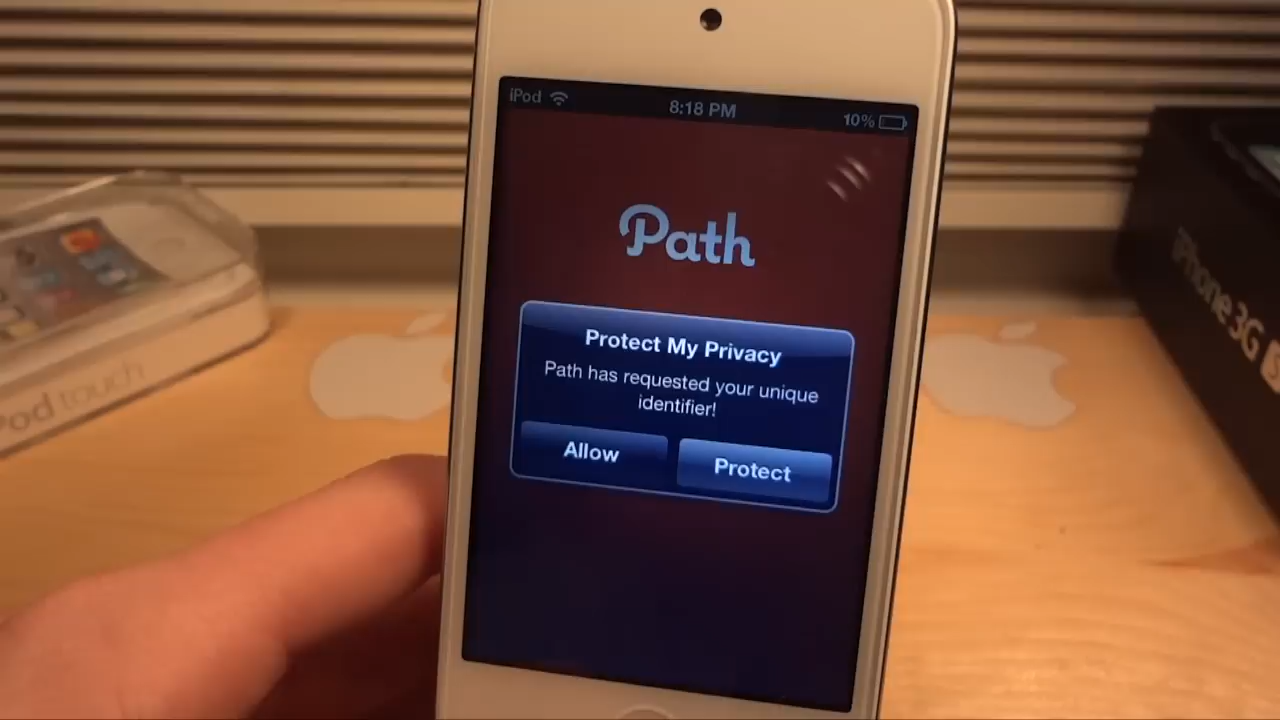 iPod
8:18 PM
10%
Path
Protect My Privacy
Path has requested your unique
identifier!
Allow
Protect
Pod touch
iPhone 3G S